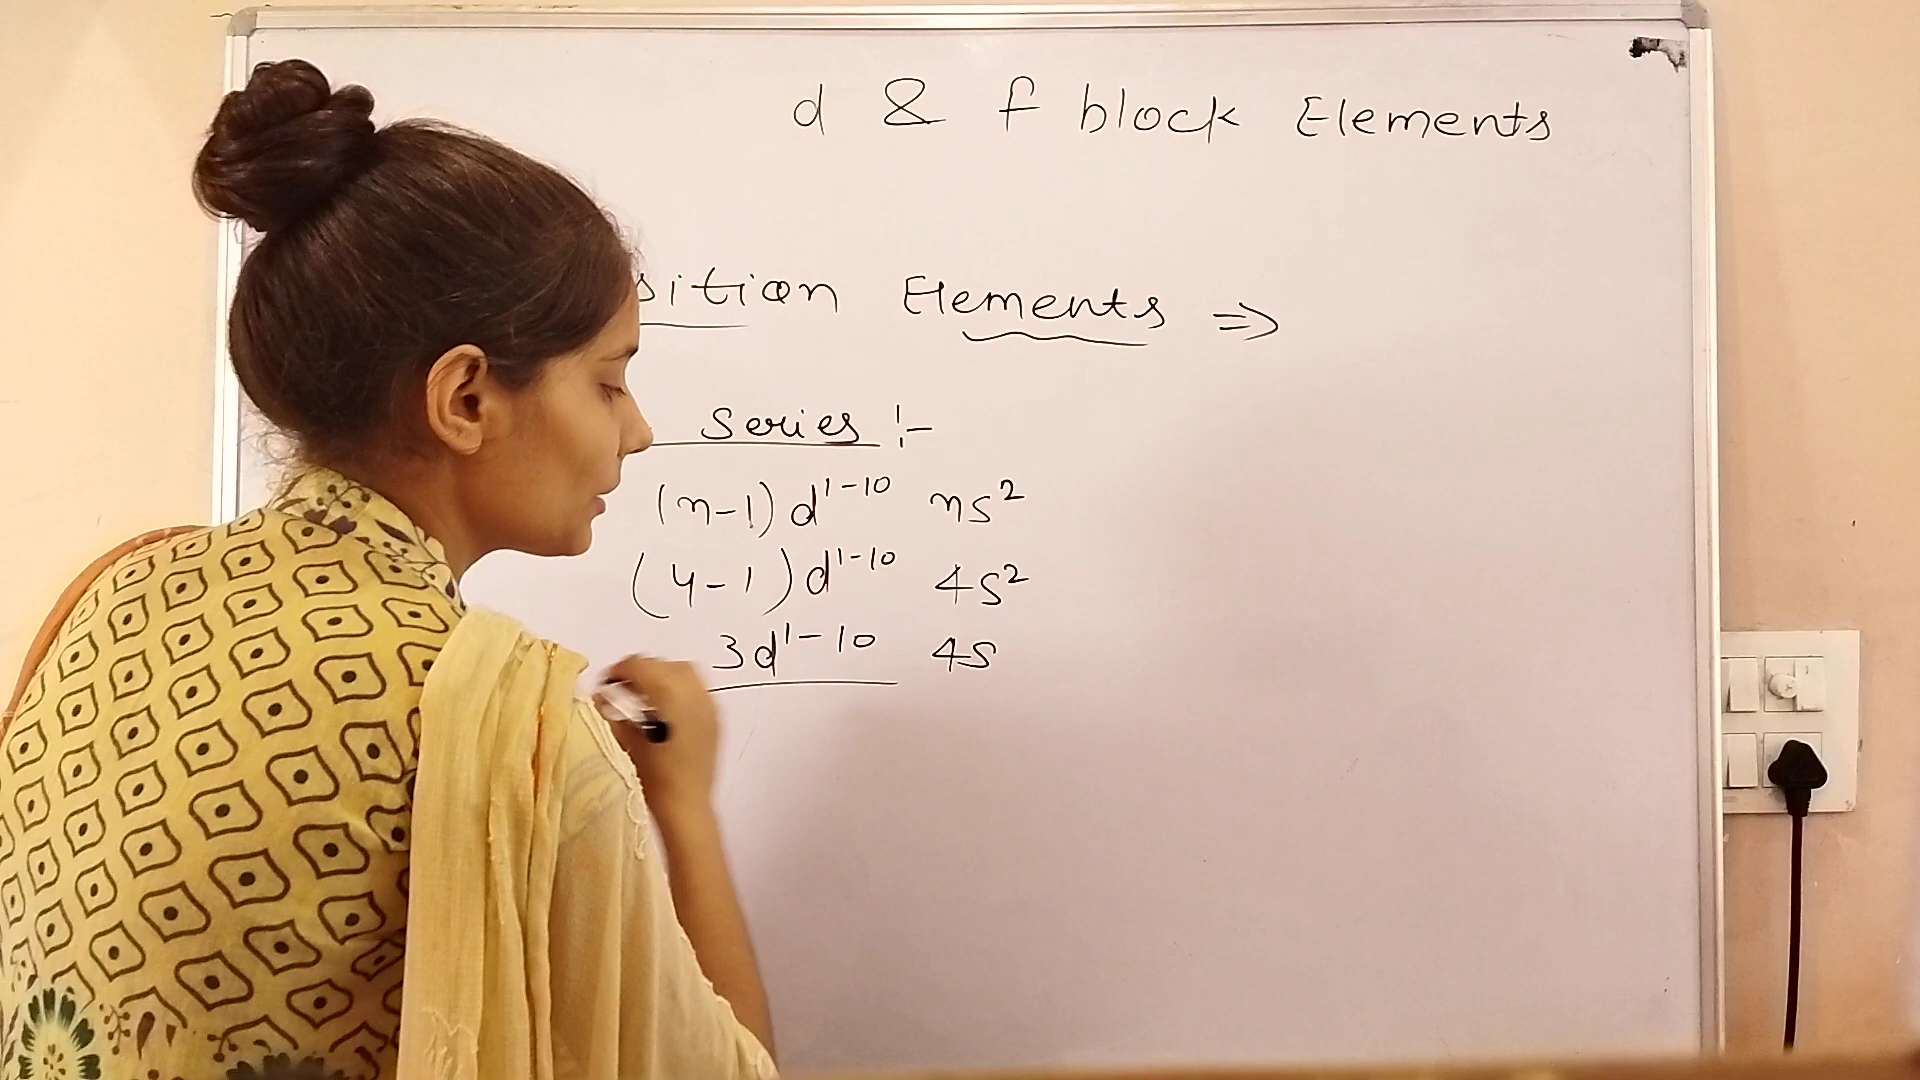 d & f block Elements
sition Elements ⇒
Series :-
(n-1)d¹⁻¹⁰ ns²
(4-1)d¹⁻¹⁰ 4s²
3d¹⁻¹⁰ 4s